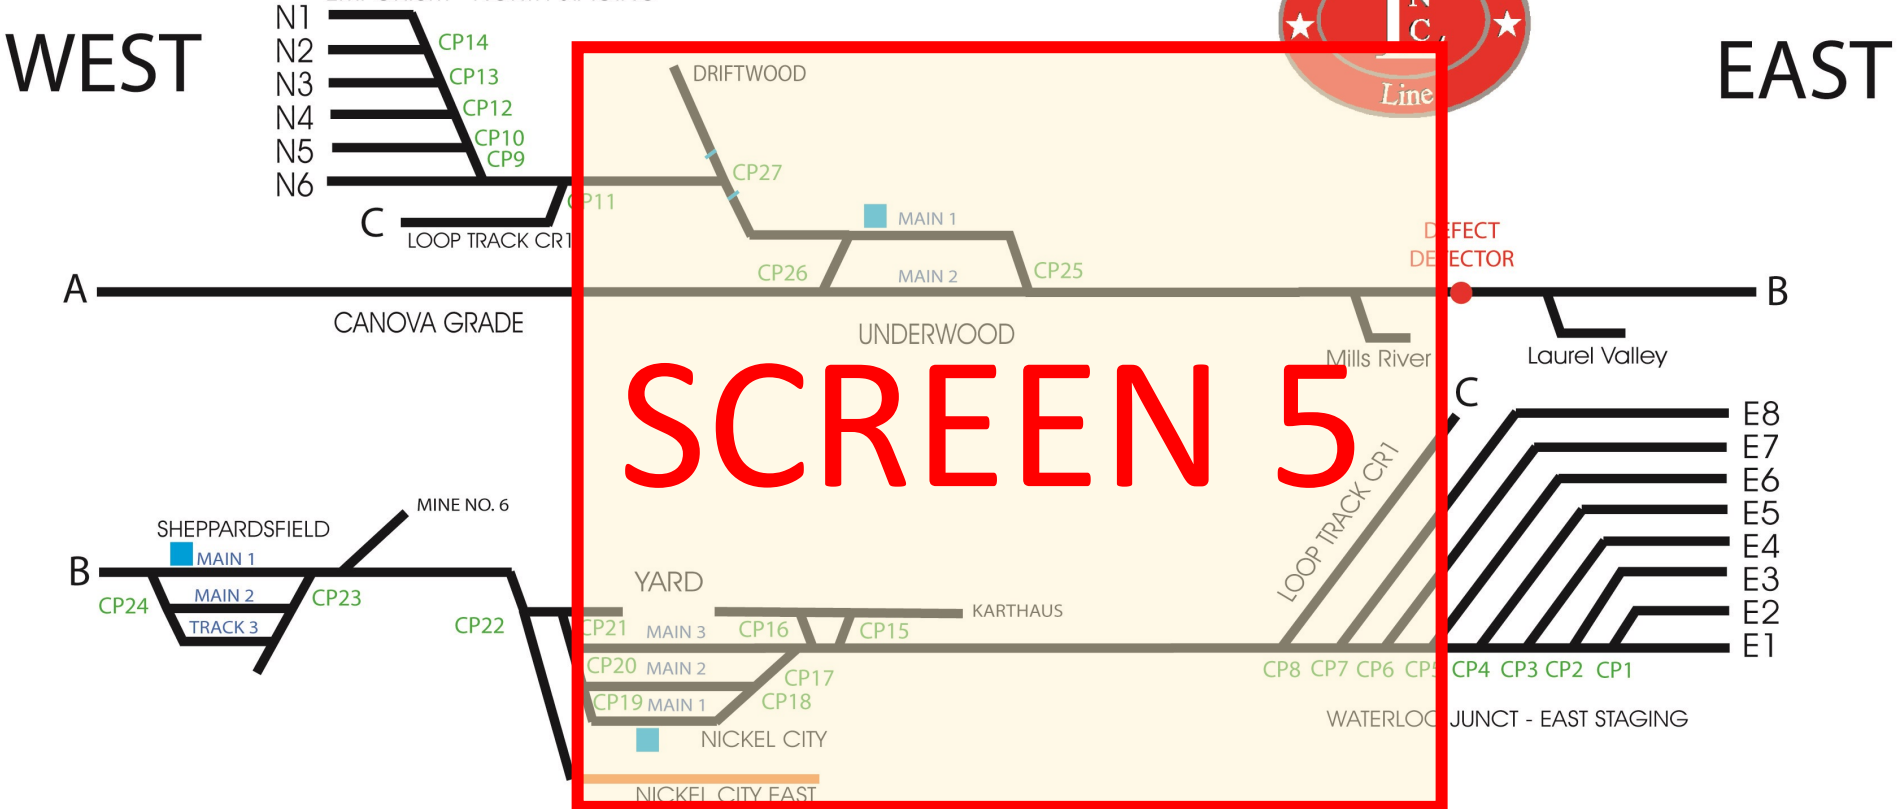 WEST
EAST
N1
N2
N3
N4
N5
N6
CP14
CP13
CP12
CP10
CP9
CP11
C
LOOP TRACK CR1
DRIFTWOOD
CP27
N
C
Line
MAIN 1
CP26
MAIN 2
CP25
DEFECT
DETECTOR
A
B
CANOVA GRADE
UNDERWOOD
Mills River
Laurel Valley
SCREEN 5
C
LOOP TRACK CR1
E8
E7
E6
E5
E4
E3
E2
E1
MINE NO. 6
SHEPPARDSFIELD
B
MAIN 1
MAIN 2
TRACK 3
CP24
CP23
CP22
YARD
CP21
MAIN 3
CP16
CP15
KARTHAUS
CP20
MAIN 2
CP17
CP19
MAIN 1
CP18
NICKEL CITY
NICKEL CITY EAST
CP8 CP7 CP6 CP5 CP4 CP3 CP2 CP1
WATERLOO JUNCT - EAST STAGING